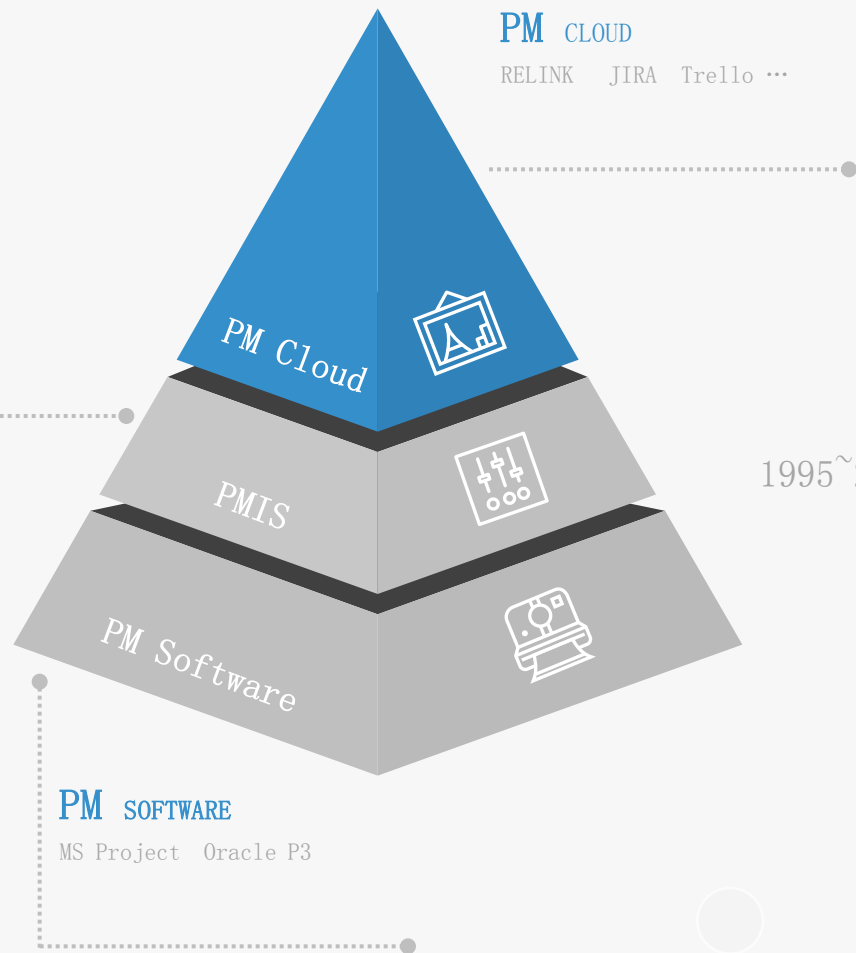 PM CLOUD
RELINK JIRA Trello ···
PM Cloud
1995~
PMIS
PM Software
PM SOFTWARE
MS Project Oracle P3